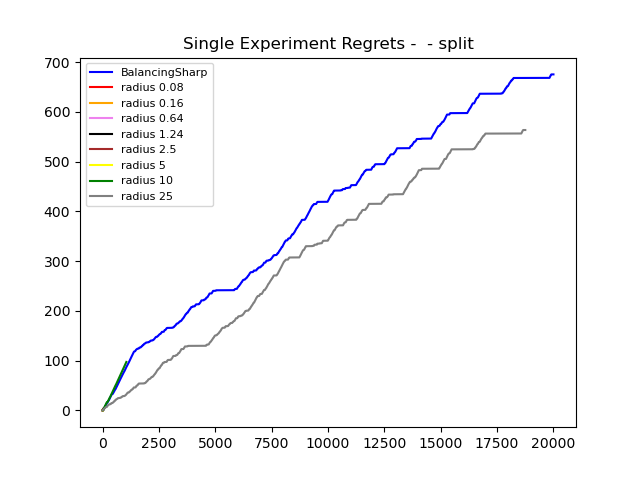 Single Experiment Regrets -  - split
700
600
500
400
300
200
100
0
BalancingSharp
radius 0.08
radius 0.16
radius 0.64
radius 1.24
radius 2.5
radius 5
radius 10
radius 25
0 2500 5000 7500 10000 12500 15000 17500 20000